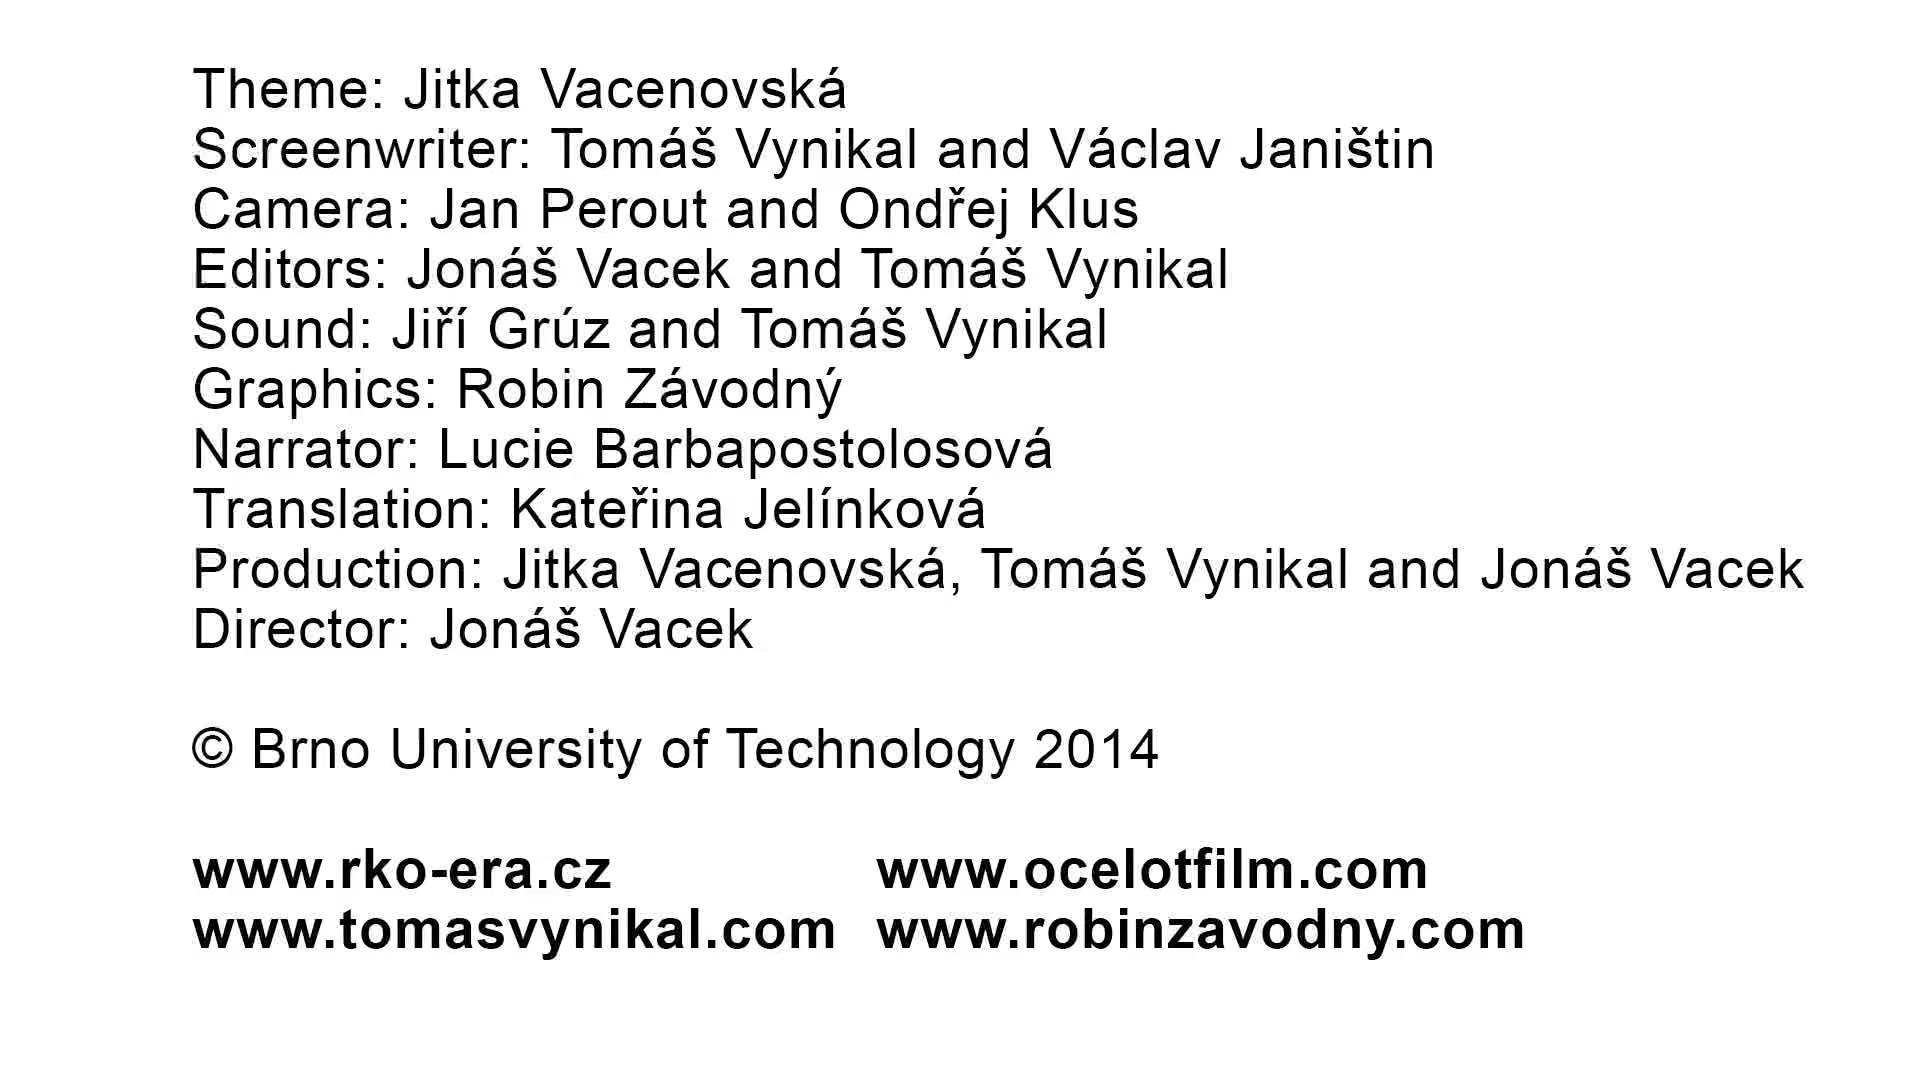 Theme: Jitka Vacenovská
Screenwriter: Tomáš Vynikal and Václav Janištin
Camera: Jan Perout and Ondřej Klus
Editors: Jonáš Vacek and Tomáš Vynikal
Sound: Jiří Grúz and Tomáš Vynikal
Graphics: Robin Závodný
Narrator: Lucie Barbapostolosová
Translation: Kateřina Jelínková
Production: Jitka Vacenovská, Tomáš Vynikal and Jonáš Vacek
Director: Jonáš Vacek
© Brno University of Technology 2014
www.rko-era.cz www.ocelotfilm.com
www.tomasvynikal.com www.robinzavodny.com